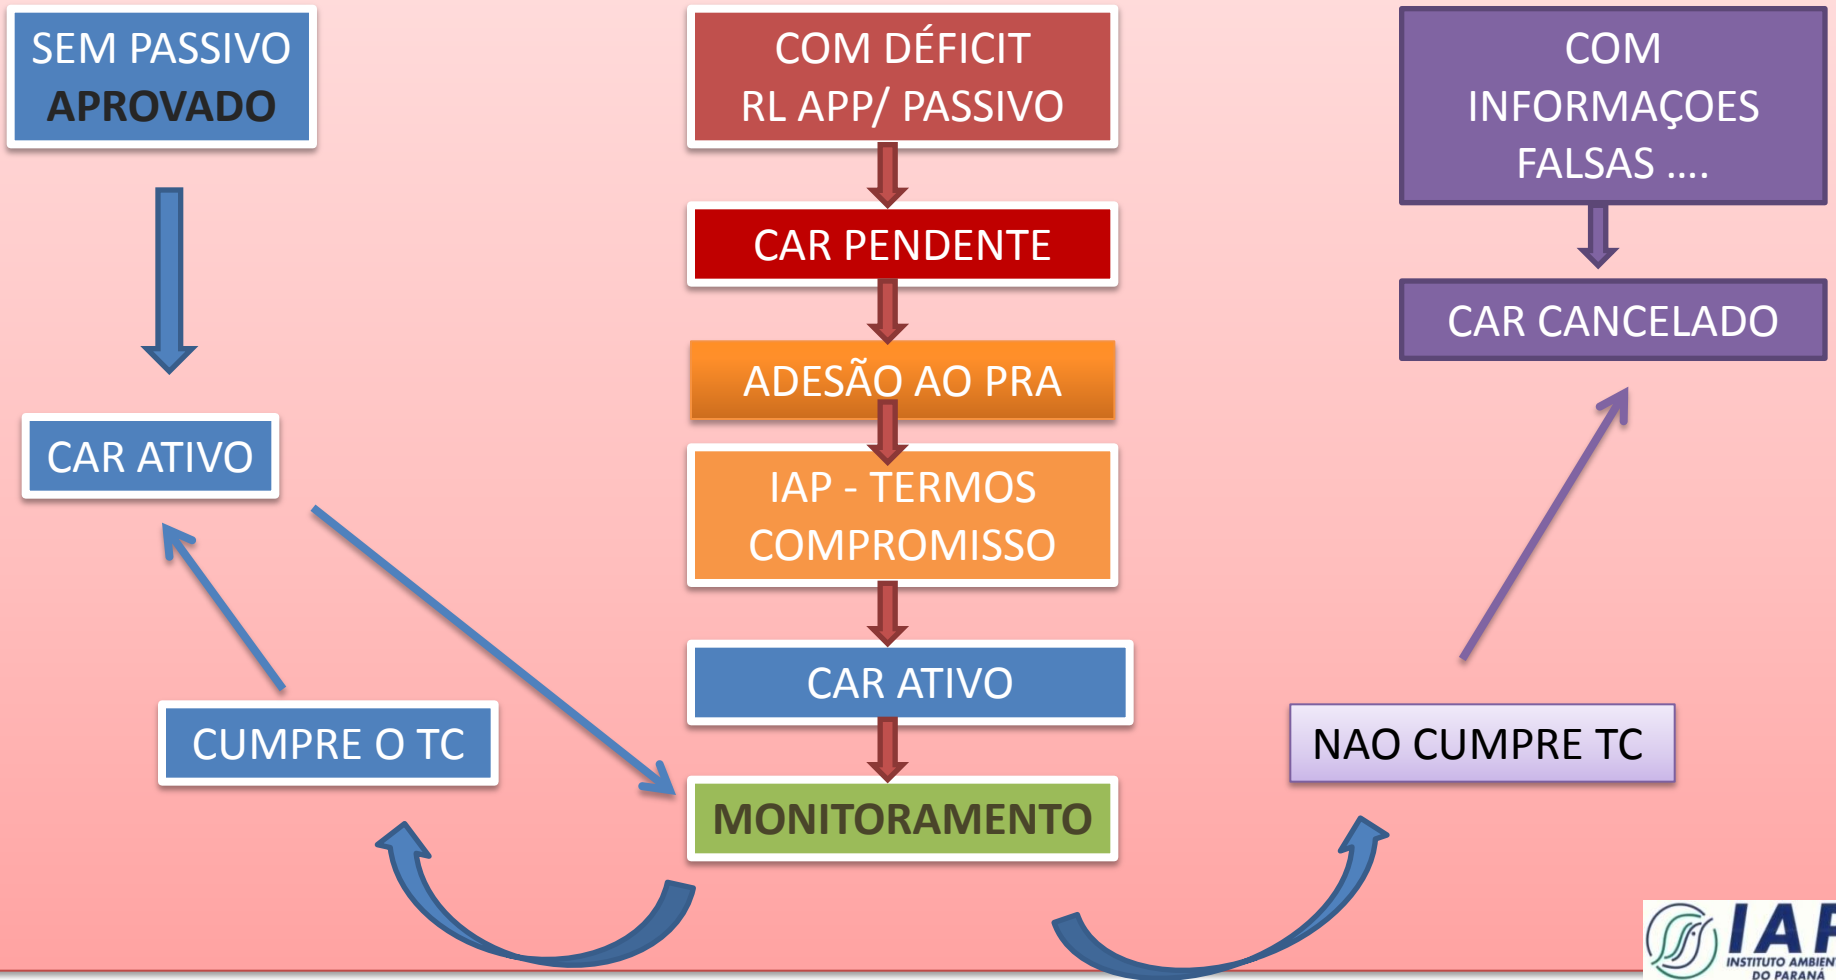 SEM PASSIVO
APROVADO
COM DÉFICIT
RL APP/ PASSIVO
COM
INFORMAÇOES
FALSAS ....
CAR PENDENTE
CAR CANCELADO
ADESÃO AO PRA
CAR ATIVO
IAP - TERMOS
COMPROMISSO
CAR ATIVO
CUMPRE O TC
NAO CUMPRE TC
MONITORAMENTO
IAP
INSTITUTO AMBIEN
DO PARANÁ